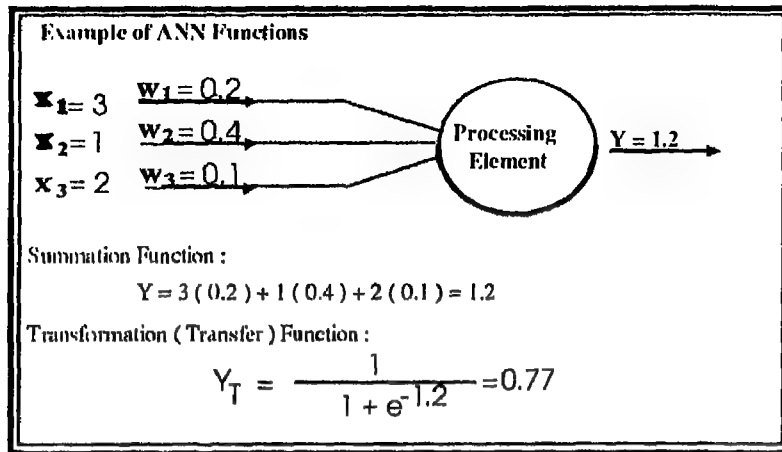 Example of ANN Functions
x1= 3 w1= 0.2
x2= 1 w2= 0.4
x3= 2 w3= 0.1
Processing
Element
Y = 1.2
Summation Function :
Y = 3 ( 0.2 ) + 1 ( 0.4 ) + 2 ( 0.1 ) = 1.2
Transformation ( Transfer ) Function :
YT = 1 / 1 + e-1.2 =0.77